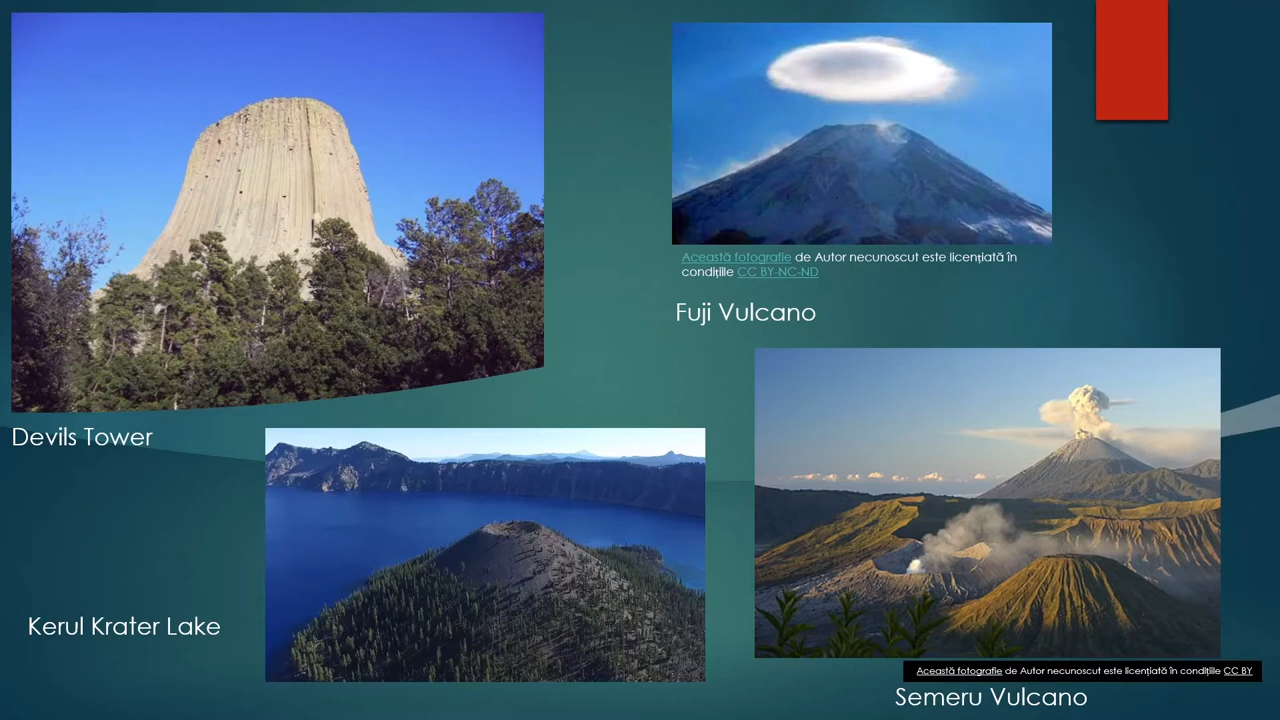 Această fotografie de Autor necunoscut este licențiată în
condițiile CC BY-NC-ND
Fuji Vulcano
Devils Tower
Kerul Krater Lake
Această fotografie de Autor necunoscut este licențiată în condițiile CC BY
Semeru Vulcano